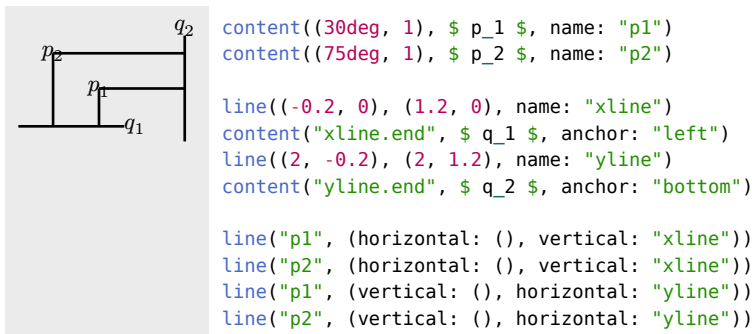 q2
p2
p1
q1
content((30deg, 1), $ p_1 $, name: "p1")
content((75deg, 1), $ p_2 $, name: "p2")
line((-0.2, 0), (1.2, 0), name: "xline")
content("xline.end", $ q_1 $, anchor: "left")
line((2, -0.2), (2, 1.2), name: "yline")
content("yline.end", $ q_2 $, anchor: "bottom")
line("p1", (horizontal: (), vertical: "xline"))
line("p2", (horizontal: (), vertical: "xline"))
line("p1", (vertical: (), horizontal: "yline"))
line("p2", (vertical: (), horizontal: "yline"))